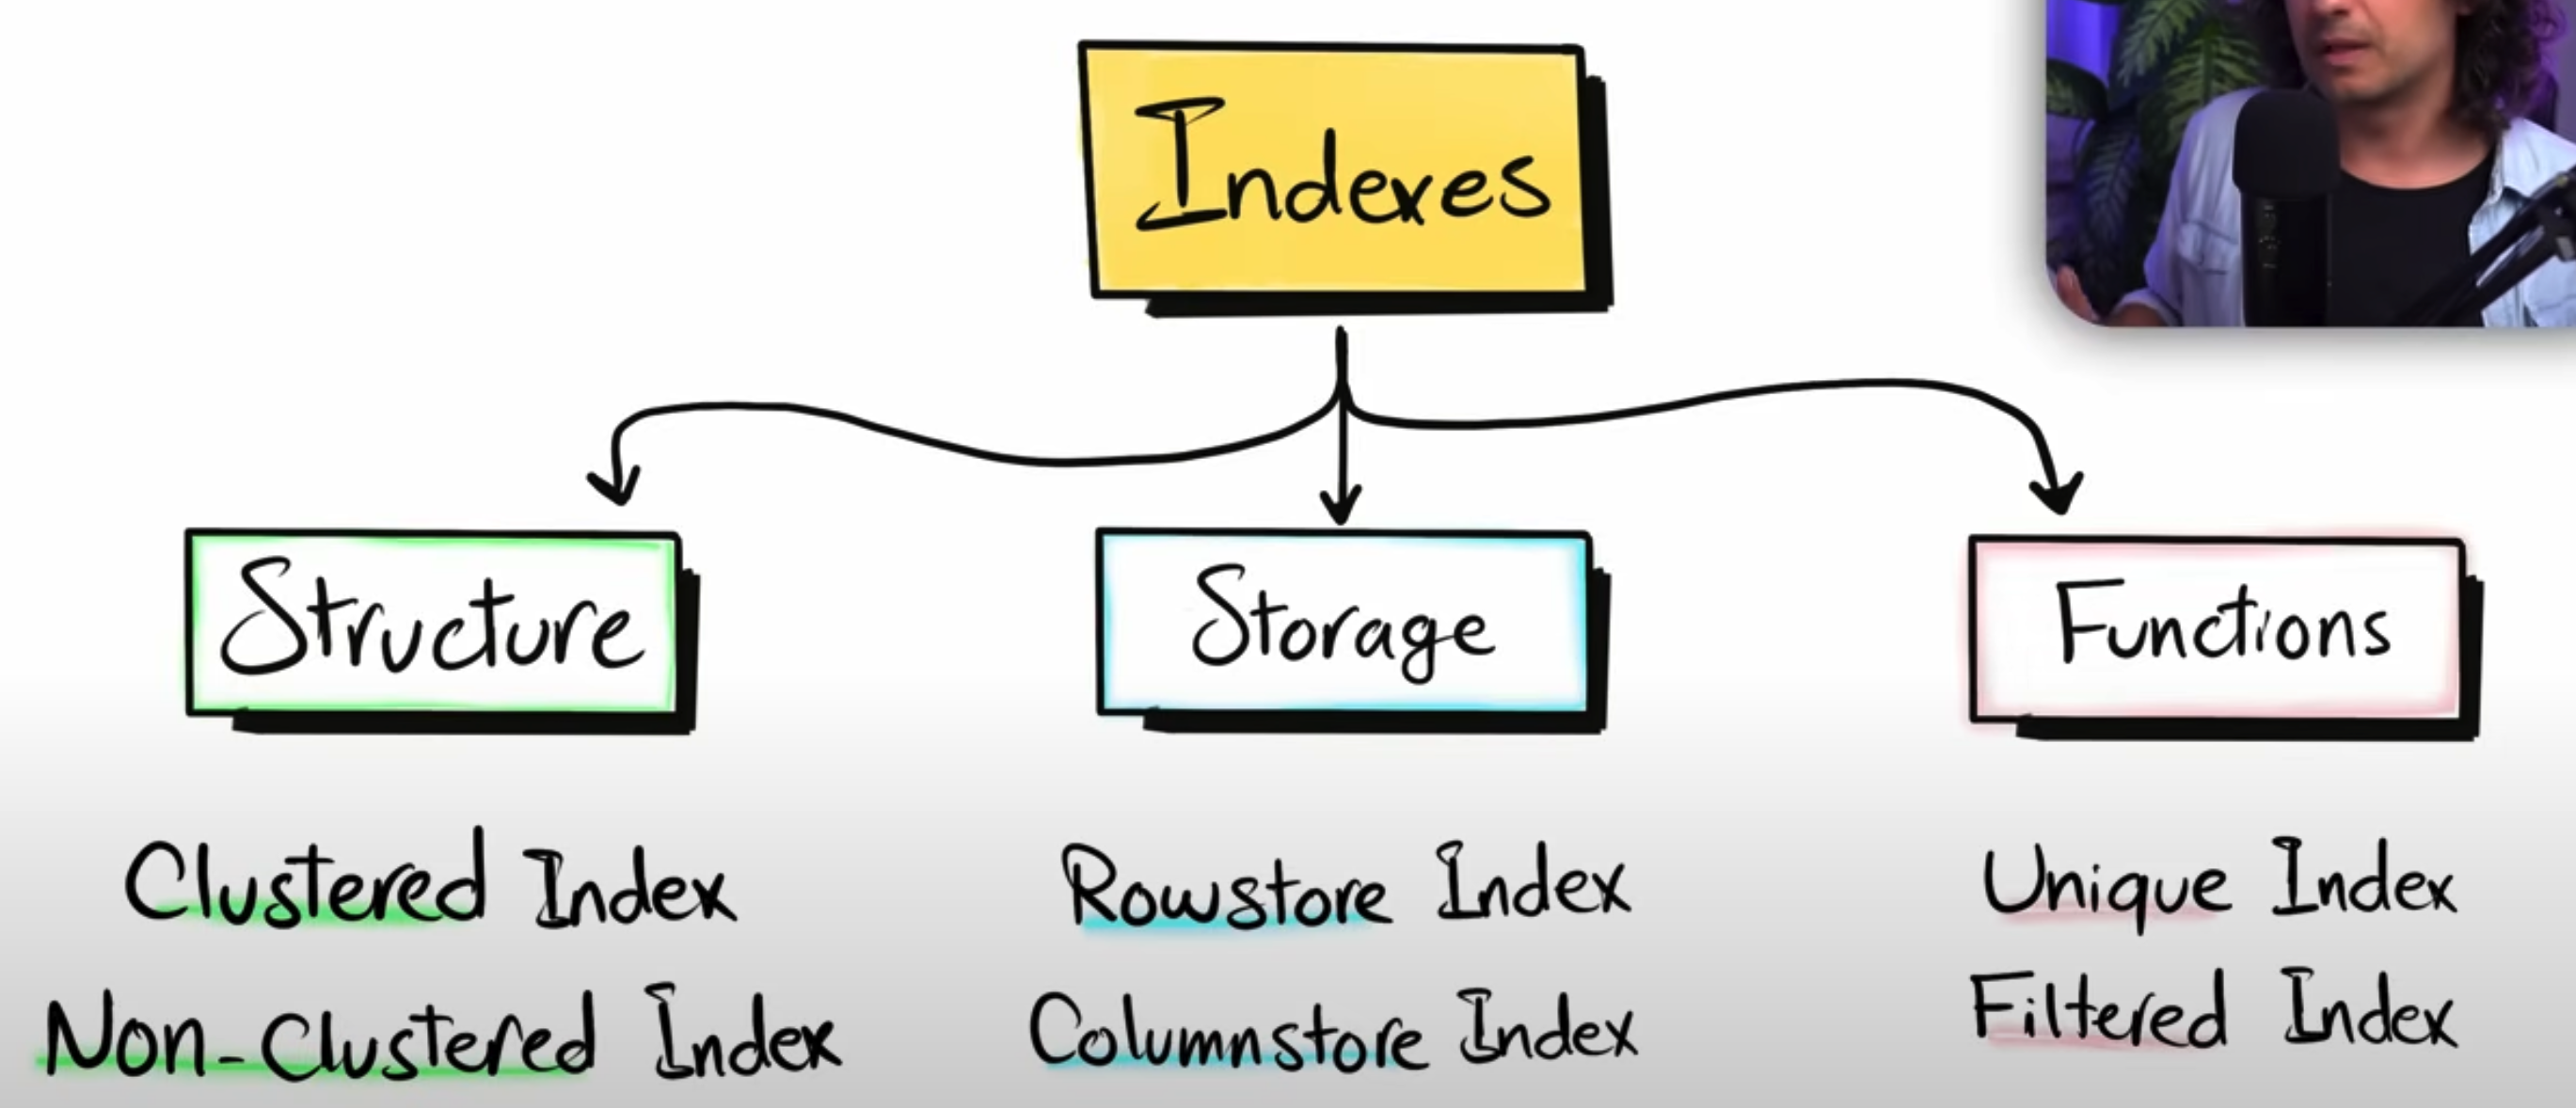 Indexes
Structure
Storage
Functions
Clustered Index
Non-Clustered Index
Rowstore Index
Columnstore Index
Unique Index
Filtered Index